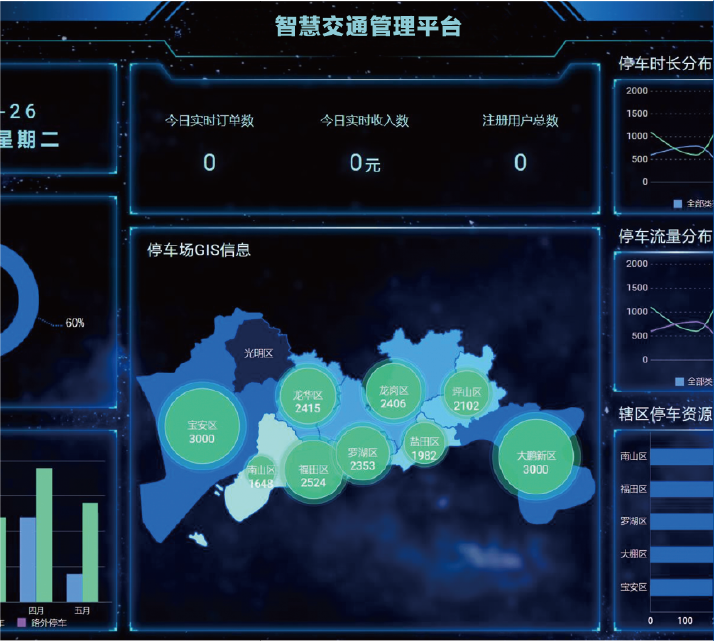 智慧交通管理平台
-26
星期二
今日实时订单数
今日实时收入数
注册用户总数
0
0元
0
停车时长分布
2000
1500
1000
500
0
全部类
60%
停车场GIS信息
光明区
宝安区
3000
龙华区
2415
龙岗区
2406
坪山区
2102
南山区
1648
福田区
2524
罗湖区
2353
盐田区
1982
大鹏新区
3000
停车流量分布
2000
1500
1000
500
0
全部类
四月
五月
车
路外停车
辖区停车资源
南山区
福田区
罗湖区
大棚区
宝安区
0
100